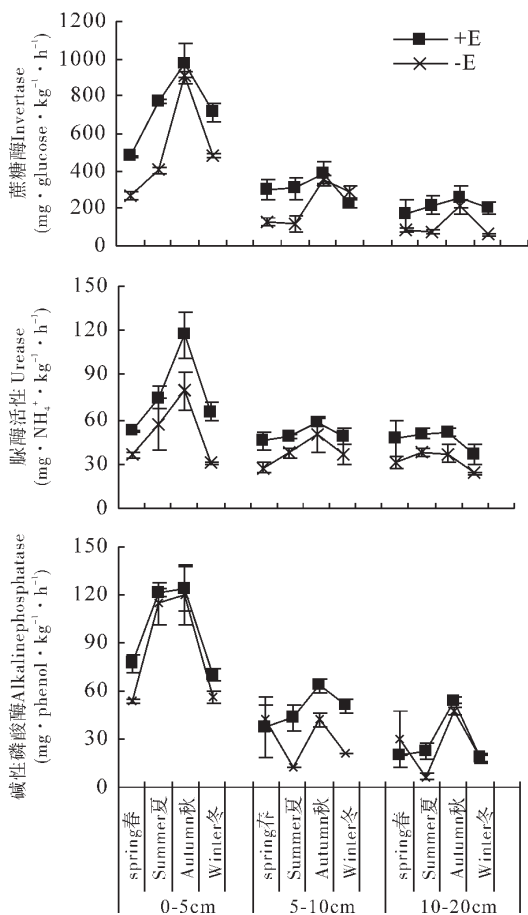 +E
-E
蔗糖酶Invertase
(mg·glucose·kg⁻¹·h⁻¹)
1200
1000
800
600
400
200
0
脲酶活性 Urease
(mg·NH₄⁺·kg⁻¹·h⁻¹)
150
120
90
60
30
0
碱性磷酸酶Alkalinephosphatase
(mg·phenol·kg⁻¹·h⁻¹)
150
120
90
60
30
0
spring春
Summer夏
Autumn秋
Winter冬
spring春
Summer夏
Autumn秋
Winter冬
spring春
Summer夏
Autumn秋
Winter冬
0-5cm
5-10cm
10-20cm